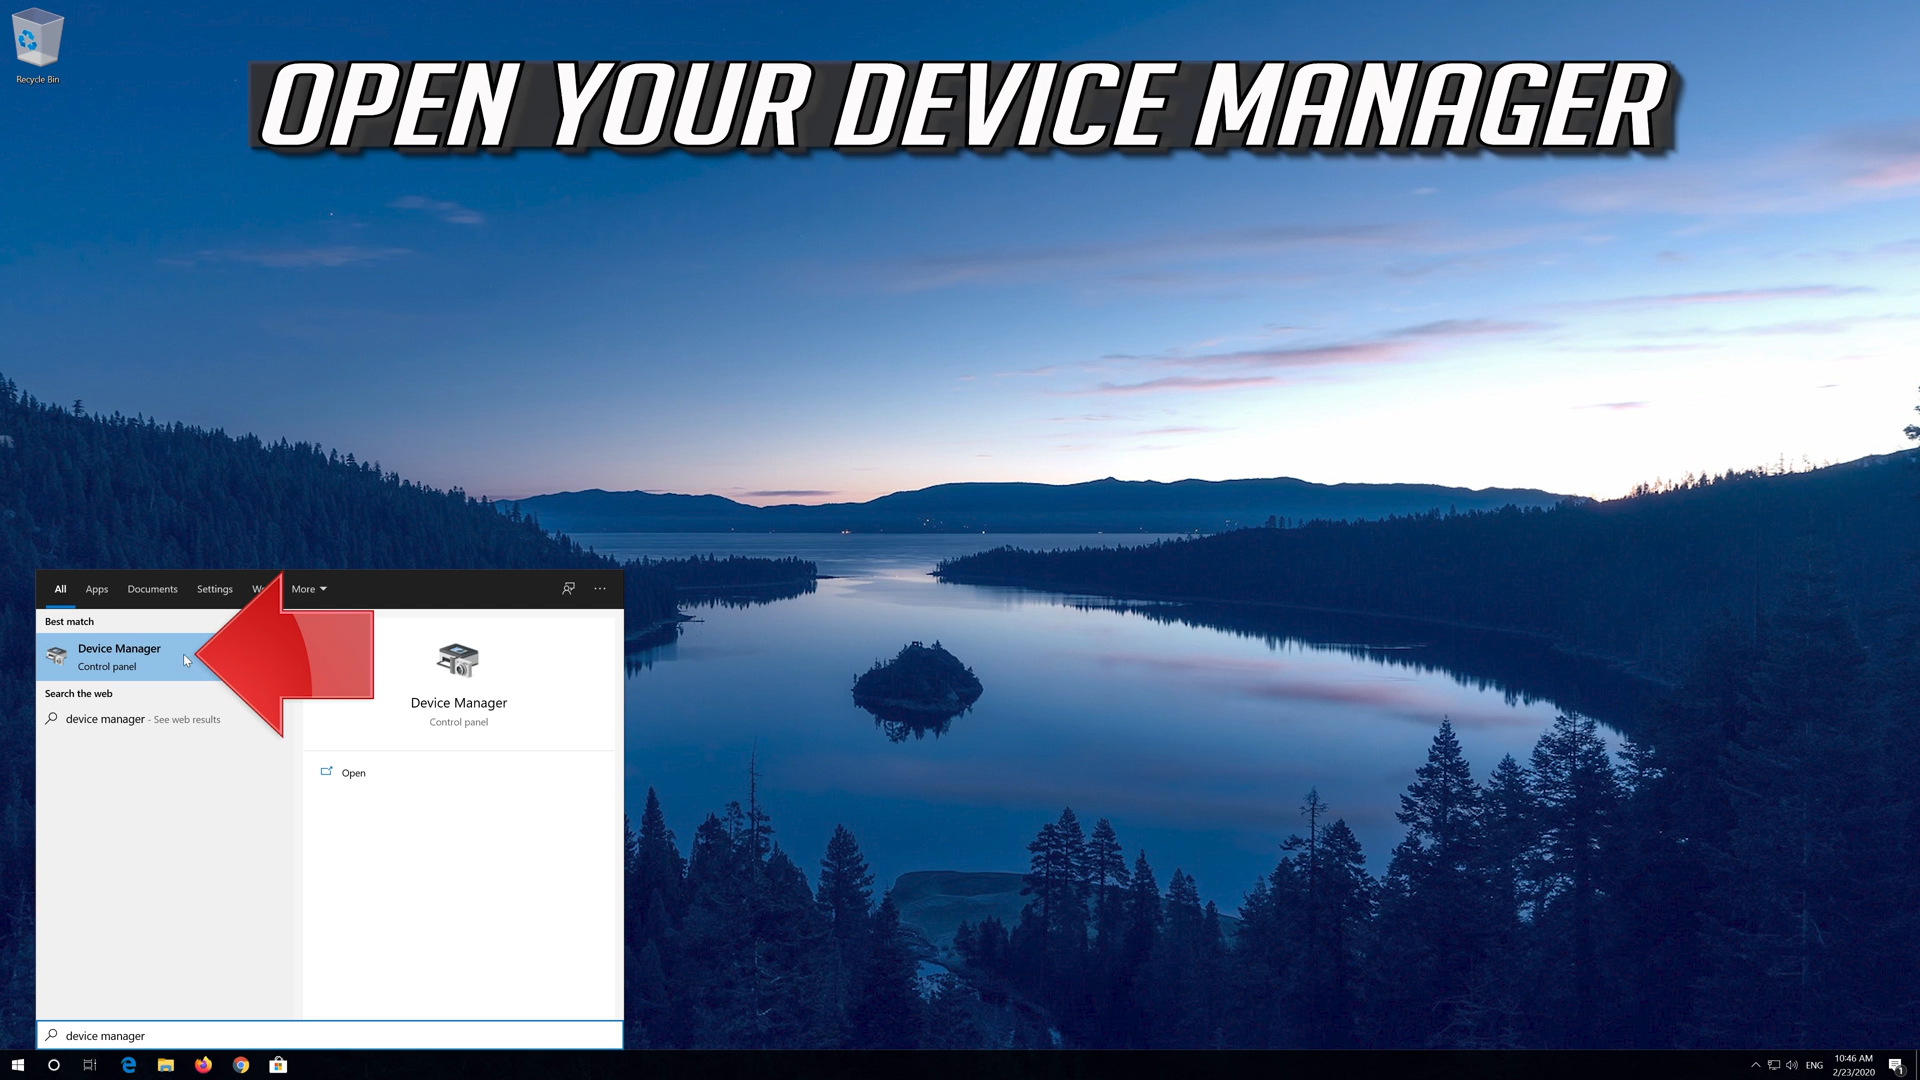 Recycle Bin
OPEN YOUR DEVICE MANAGER
All Apps Documents Settings More
Best match
Device Manager
Control panel
Search the web
device manager - See web results
Device Manager
Control panel
Open
device manager
ENG
10:46 AM
2/23/2020
1